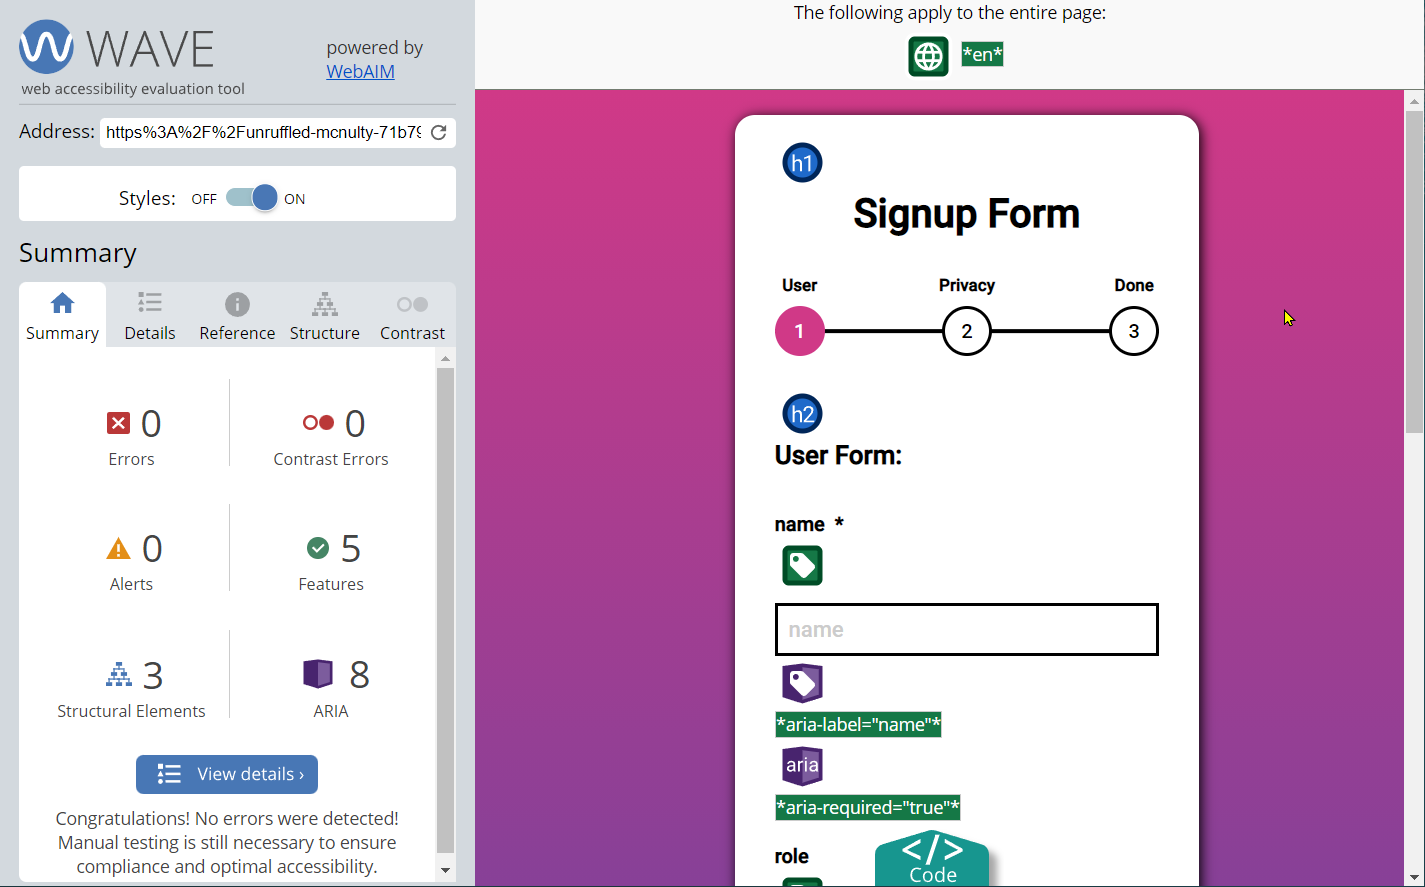 WAVE
web accessibility evaluation tool
powered by
WebAIM
Address: https%3A%2F%2Funruffled-mcnulty-71b79
Styles: OFF ON
Summary
Summary Details Reference Structure Contrast
0
Errors
0
Contrast Errors
0
Alerts
5
Features
3
Structural Elements
8
ARIA
View details ›
Congratulations! No errors were detected!
Manual testing is still necessary to ensure
compliance and optimal accessibility.
The following apply to the entire page:
*en*
h1
Signup Form
User Privacy Done
1 2 3
h2
User Form:
name *
name
*aria-label="name"*
aria
*aria-required="true"*
role
</>
Code